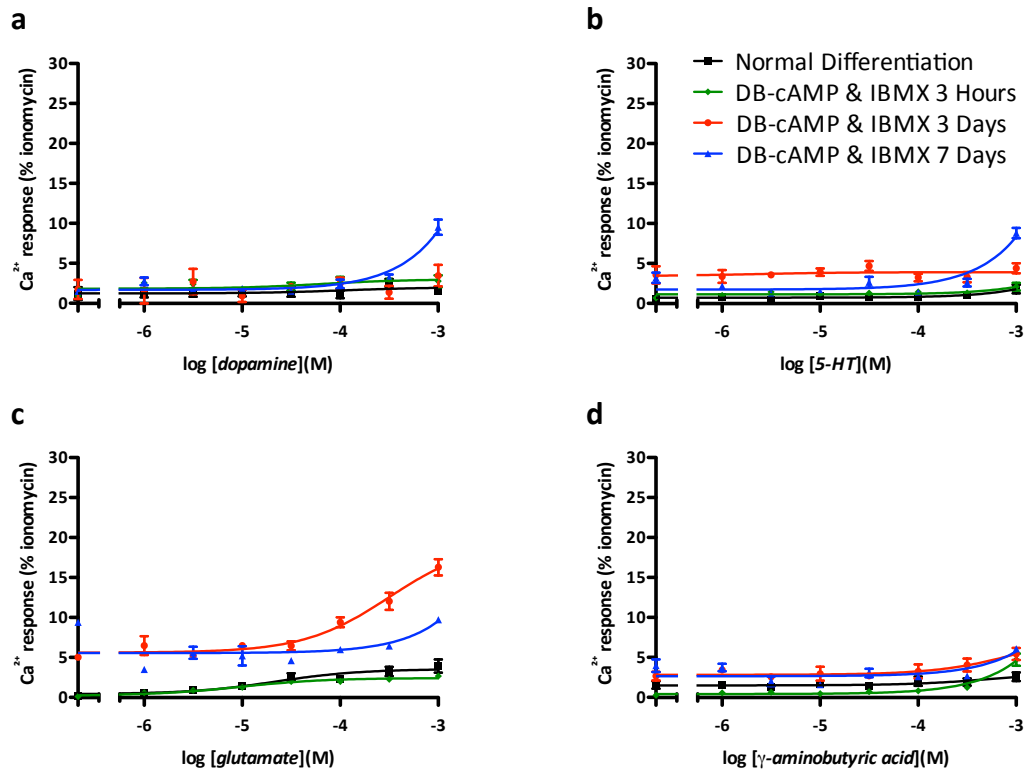 a
Ca²⁺ response (% ionomycin)
30
25
20
15
10
5
0
-6 -5 -4 -3
log [dopamine](M)
b
Ca²⁺ response (% ionomycin)
30
25
20
15
10
5
0
Normal Differentiation
DB-cAMP & IBMX 3 Hours
DB-cAMP & IBMX 3 Days
DB-cAMP & IBMX 7 Days
-6 -5 -4 -3
log [5-HT](M)
c
Ca²⁺ response (% ionomycin)
30
25
20
15
10
5
0
-6 -5 -4 -3
log [glutamate](M)
d
Ca²⁺ response (% ionomycin)
30
25
20
15
10
5
0
-6 -5 -4 -3
log [γ-aminobutyric acid](M)